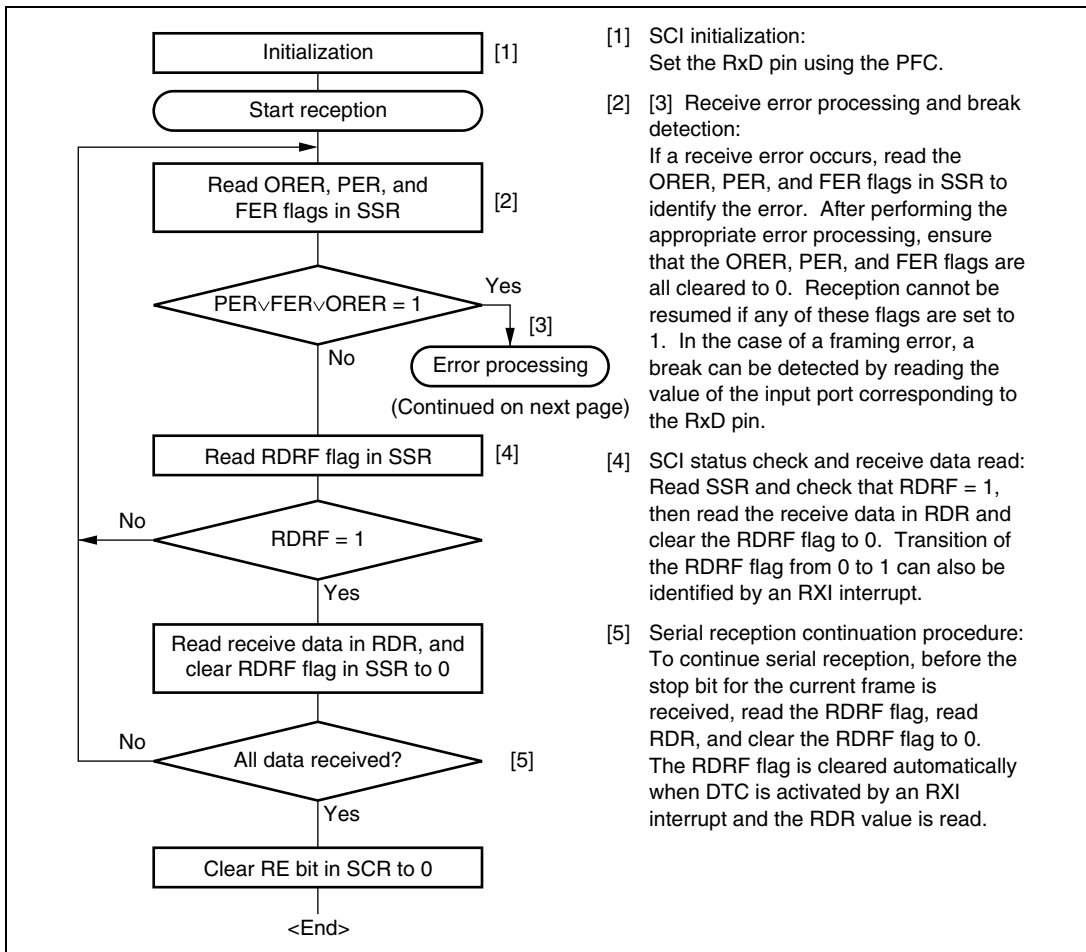 Initialization
[1]
Start reception
Read ORER, PER, and
FER flags in SSR
[2]
PER∨FER∨ORER = 1
Yes
[3]
No
Error processing
(Continued on next page)
Read RDRF flag in SSR
[4]
No
RDRF = 1
Yes
Read receive data in RDR, and
clear RDRF flag in SSR to 0
No
All data received?
[5]
Yes
Clear RE bit in SCR to 0
<End>
[1] SCI initialization:
Set the RxD pin using the PFC.
[2] [3] Receive error processing and break
detection:
If a receive error occurs, read the
ORER, PER, and FER flags in SSR to
identify the error. After performing the
appropriate error processing, ensure
that the ORER, PER, and FER flags are
all cleared to 0. Reception cannot be
resumed if any of these flags are set to
1. In the case of a framing error, a
break can be detected by reading the
value of the input port corresponding to
the RxD pin.
[4] SCI status check and receive data read:
Read SSR and check that RDRF = 1,
then read the receive data in RDR and
clear the RDRF flag to 0. Transition of
the RDRF flag from 0 to 1 can also be
identified by an RXI interrupt.
[5] Serial reception continuation procedure:
To continue serial reception, before the
stop bit for the current frame is
received, read the RDRF flag, read
RDR, and clear the RDRF flag to 0.
The RDRF flag is cleared automatically
when DTC is activated by an RXI
interrupt and the RDR value is read.